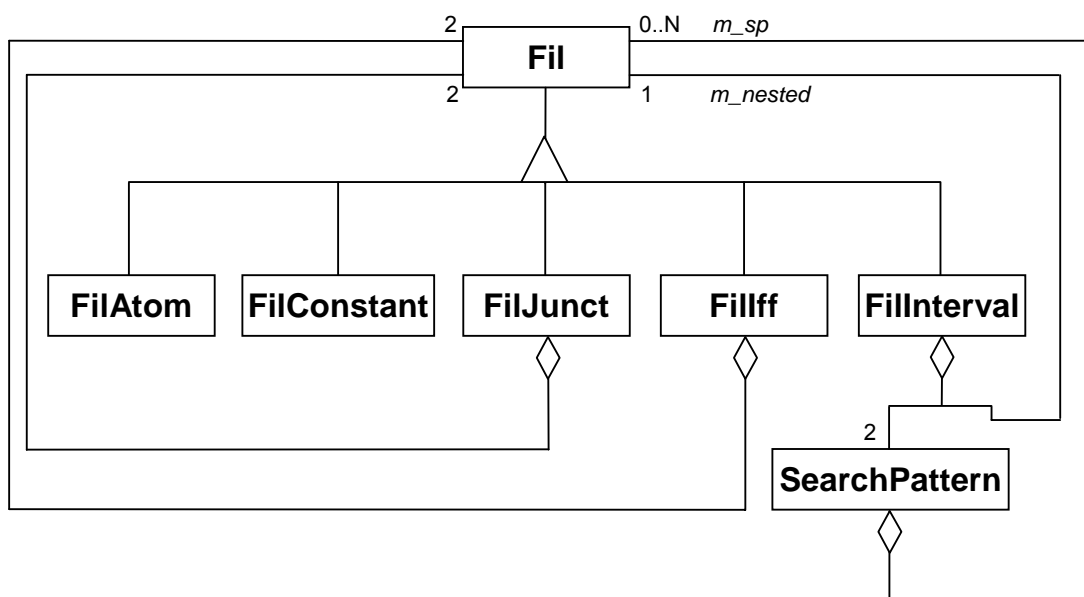 2 0..N m_sp
Fil
2 1 m_nested
FilAtom FilConstant FilJunct FilIff FilInterval
2
SearchPattern